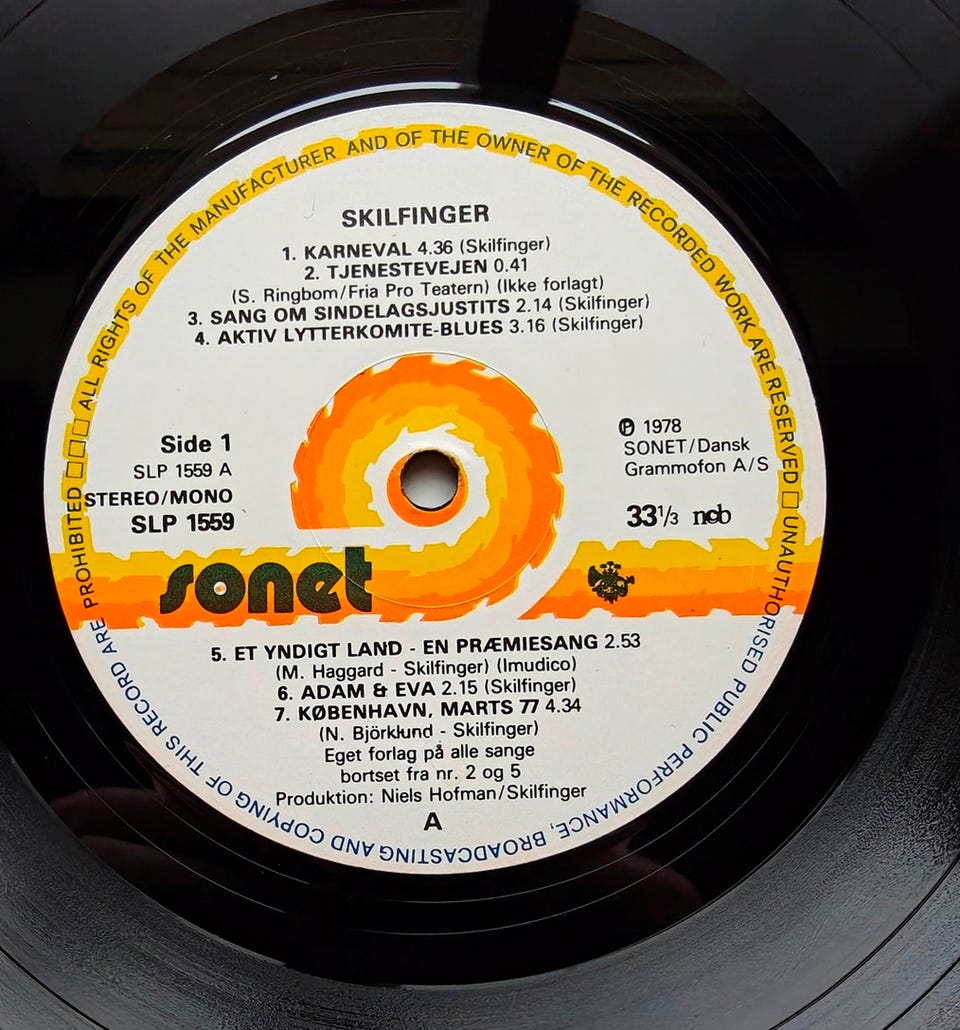 ALL RIGHTS OF THE MANUFACTURER AND OF THE OWNER OF THE RECORDED WORK ARE RESERVED □ UNAUTHORISED PUBLIC PERFORMANCE, BROADCASTING AND COPYING OF THIS RECORD ARE PROHIBITED □□□
SKILFINGER
1. KARNEVAL 4.36 (Skilfinger)
2. TJENESTEVEJEN 0.41
(S. Ringbom/Fria Pro Teatern) (Ikke forlagt)
3. SANG OM SINDELAGSJUSTITS 2.14 (Skilfinger)
4. AKTIV LYTTERKOMITE-BLUES 3.16 (Skilfinger)
Side 1
SLP 1559 A
STEREO/MONO
SLP 1559
℗ 1978
SONET/Dansk
Grammofon A/S
33 1/3 ncb
sonet
5. ET YNDIGT LAND - EN PRÆMIESANG 2.53
(M. Haggard - Skilfinger) (Imudico)
6. ADAM & EVA 2.15 (Skilfinger)
7. KØBENHAVN, MARTS 77 4.34
(N. Björklund - Skilfinger)
Eget forlag på alle sange
bortset fra nr. 2 og 5
Produktion: Niels Hofman/Skilfinger
A